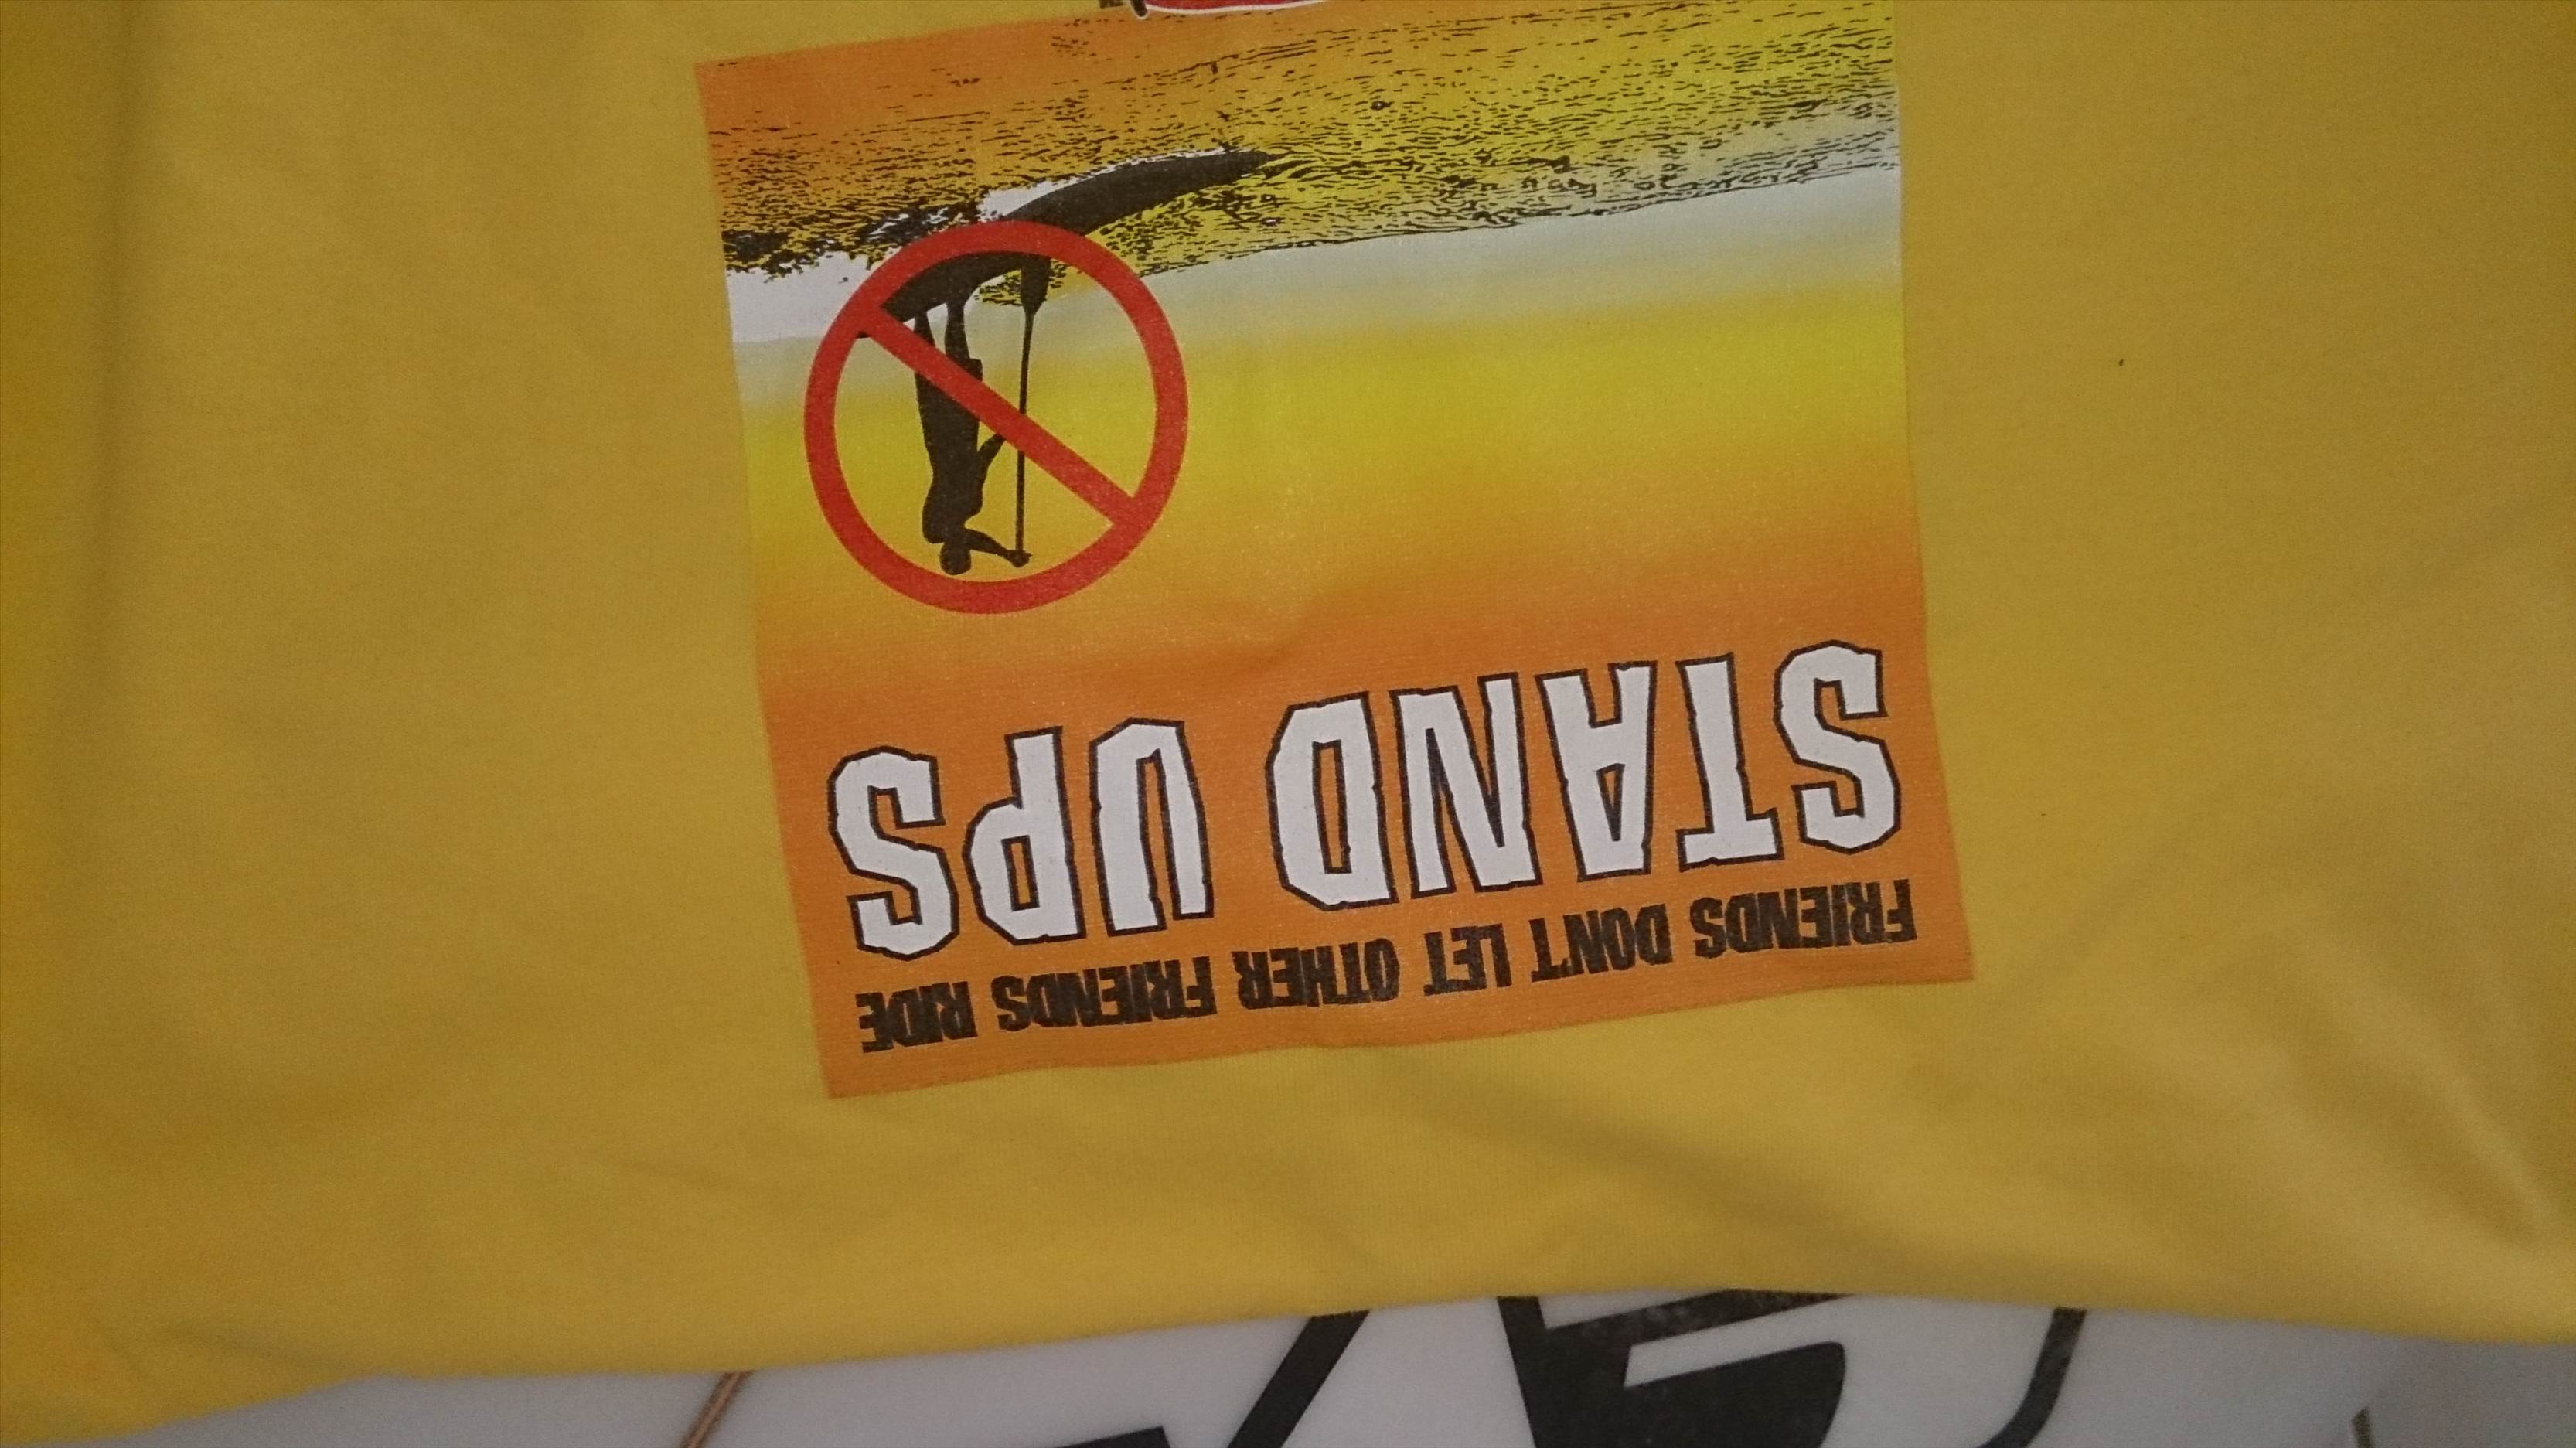 FRIENDS DON'T LET OTHER FRIENDS RIDE
STAND UPS